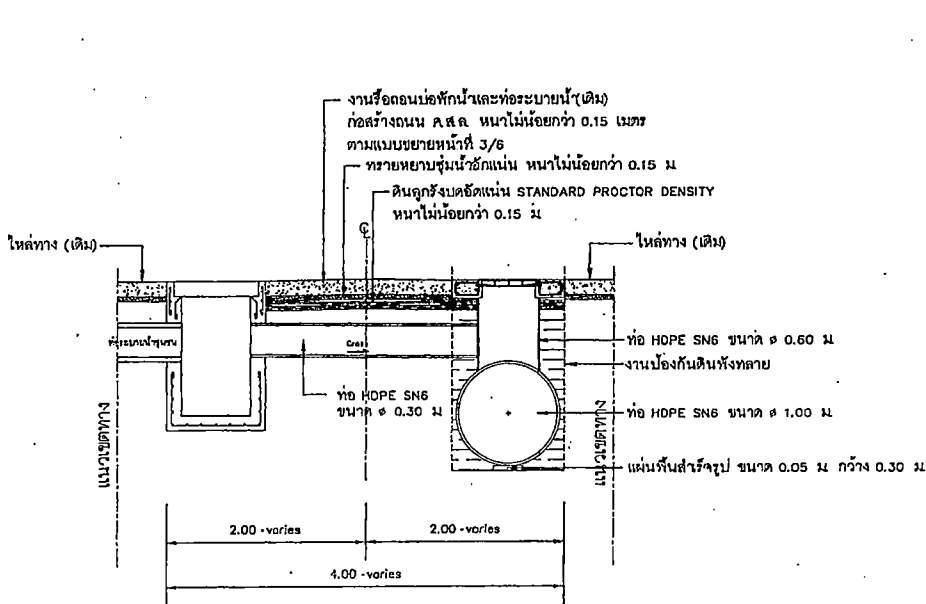 งานรื้อถอนบ่อพักน้ำและท่อระบายน้ำ(เดิม)
ก่อสร้างถนน ค.ส.ล. หนาไม่น้อยกว่า 0.15 เมตร
ตามแบบขยายหน้าที่ 3/6
ทรายหยาบชุ่มน้ำอัดแน่น หนาไม่น้อยกว่า 0.15 ม
ดินลูกรังบดอัดแน่น STANDARD PROCTOR DENSITY
หนาไม่น้อยกว่า 0.15 ม
ไหล่ทาง (เดิม)
ไหล่ทาง (เดิม)
ท่อระบายน้ำชุมชน
ท่อ HDPE SN6 ขนาด ø 0.60 ม
งานป้องกันดินพังทลาย
ท่อ HDPE SN6
ขนาด ø 0.30 ม
ท่อ HDPE SN6 ขนาด ø 1.00 ม
แนวเขตทาง
แนวเขตทาง
แผ่นพื้นสำเร็จรูป ขนาด 0.05 ม กว้าง 0.30 ม
2.00 -varies
2.00 -varies
4.00 -varies